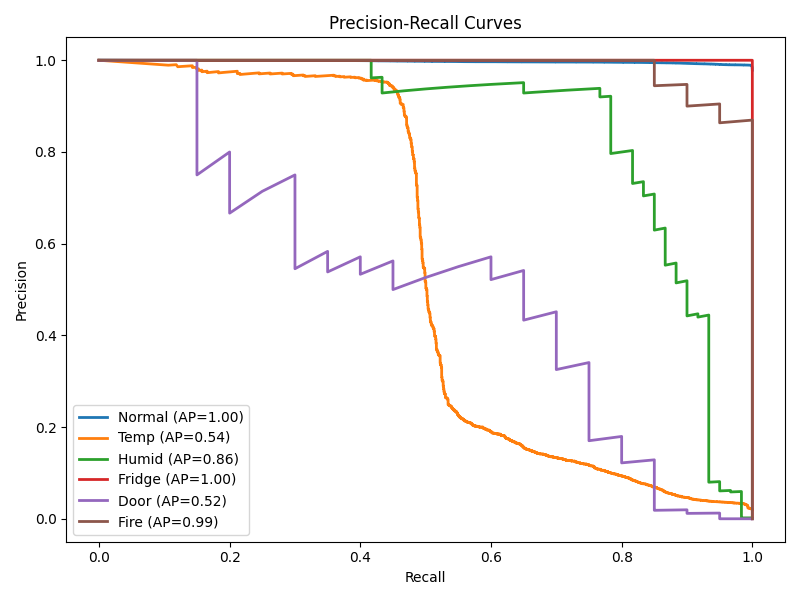 Precision-Recall Curves
Precision
1.0
0.8
0.6
0.4
0.2
0.0
Normal (AP=1.00)
Temp (AP=0.54)
Humid (AP=0.86)
Fridge (AP=1.00)
Door (AP=0.52)
Fire (AP=0.99)
0.0 0.2 0.4 0.6 0.8 1.0
Recall